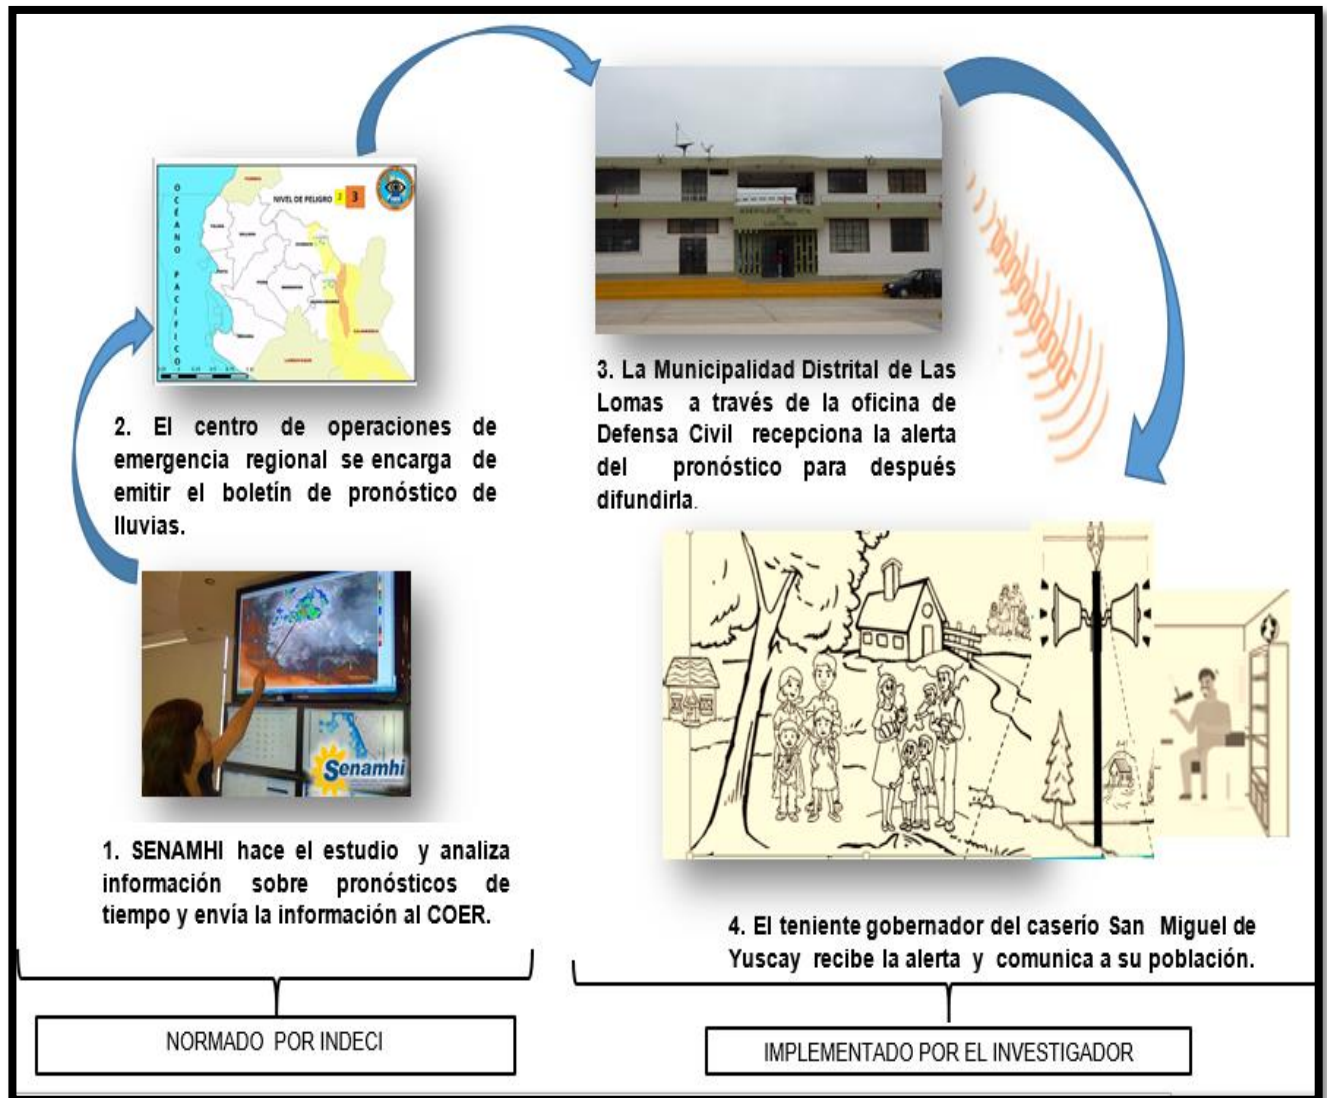 OCÉANO PACÍFICO
NIVEL DE PELIGRO 2 3
2. El centro de operaciones de
emergencia regional se encarga de
emitir el boletín de pronóstico de
lluvias.
Senamhi
1. SENAMHI hace el estudio y analiza
información sobre pronósticos de
tiempo y envía la información al COER.
3. La Municipalidad Distrital de Las
Lomas a través de la oficina de
Defensa Civil recepciona la alerta
del pronóstico para después
difundirla.
4. El teniente gobernador del caserío San Miguel de
Yuscay recibe la alerta y comunica a su población.
NORMADO POR INDECI
IMPLEMENTADO POR EL INVESTIGADOR